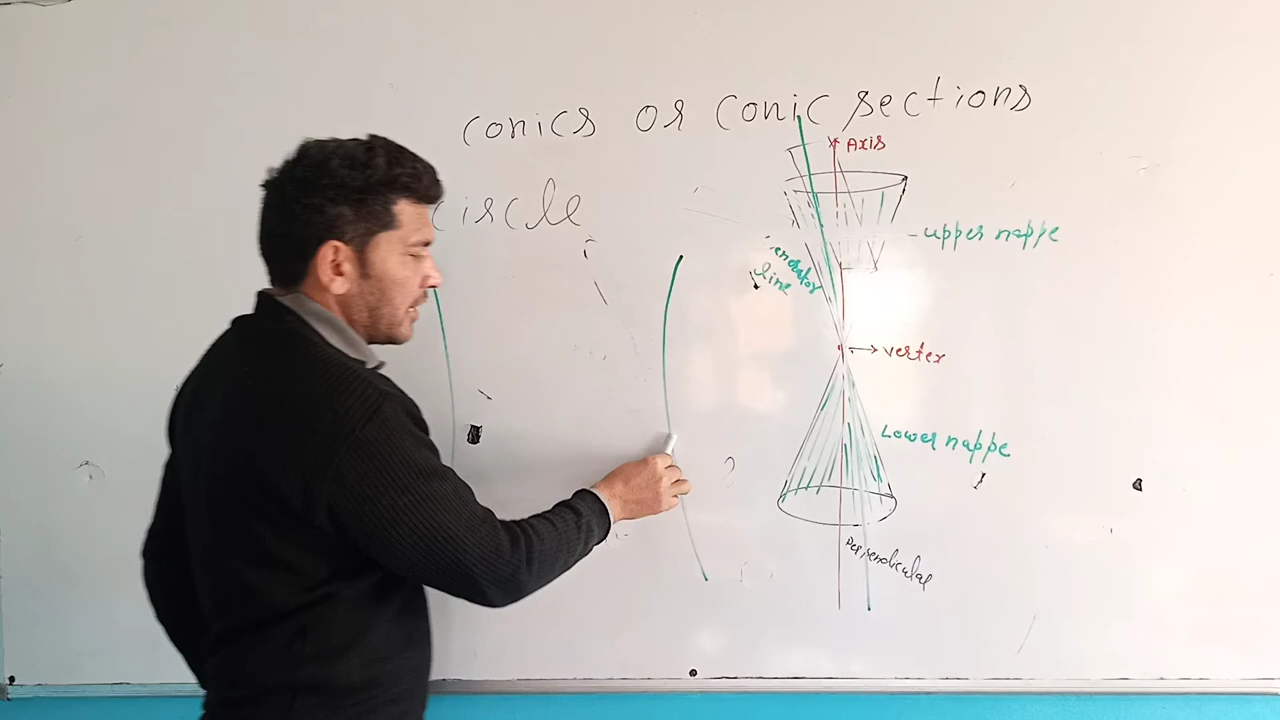 conics or conic sections
Axis
circle
upper nappe
line
vertex
Lower nappe
Perpendicular